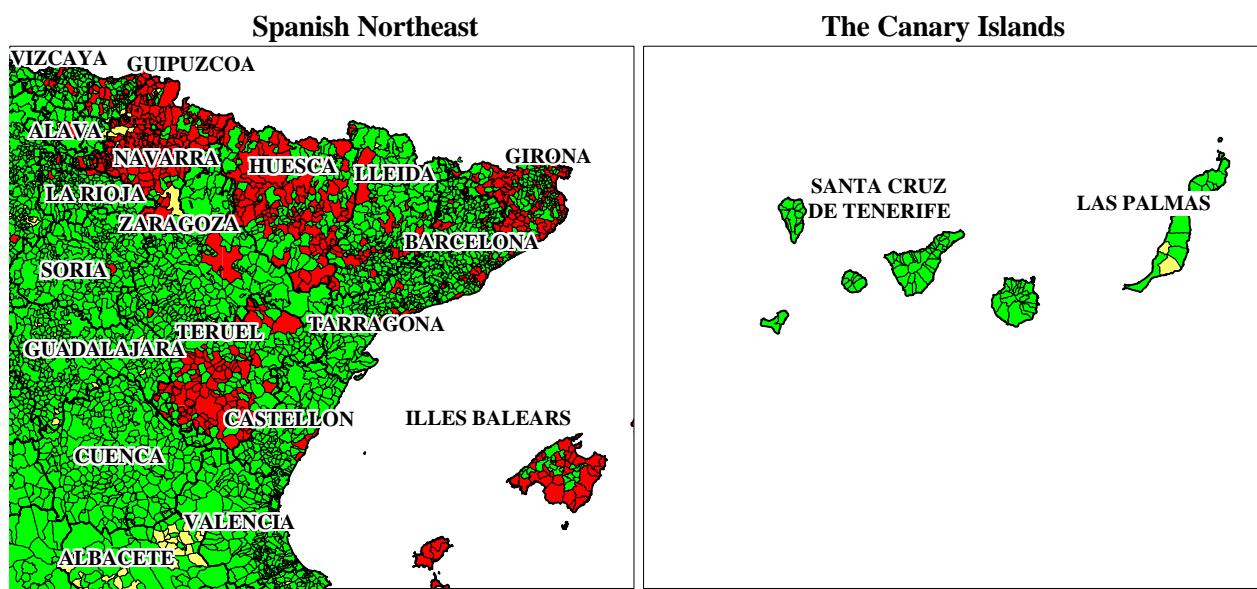 Spanish Northeast
VIZCAYA
GUIPUZCOA
ALAVA
NAVARRA
HUESCA
GIRONA
LLEIDA
LA RIOJA
ZARAGOZA
BARCELONA
SORIA
TERUEL
TARRAGONA
GUADALAJARA
CASTELLON
ILLES BALEARS
CUENCA
VALENCIA
ALBACETE
The Canary Islands
SANTA CRUZ
DE TENERIFE
LAS PALMAS